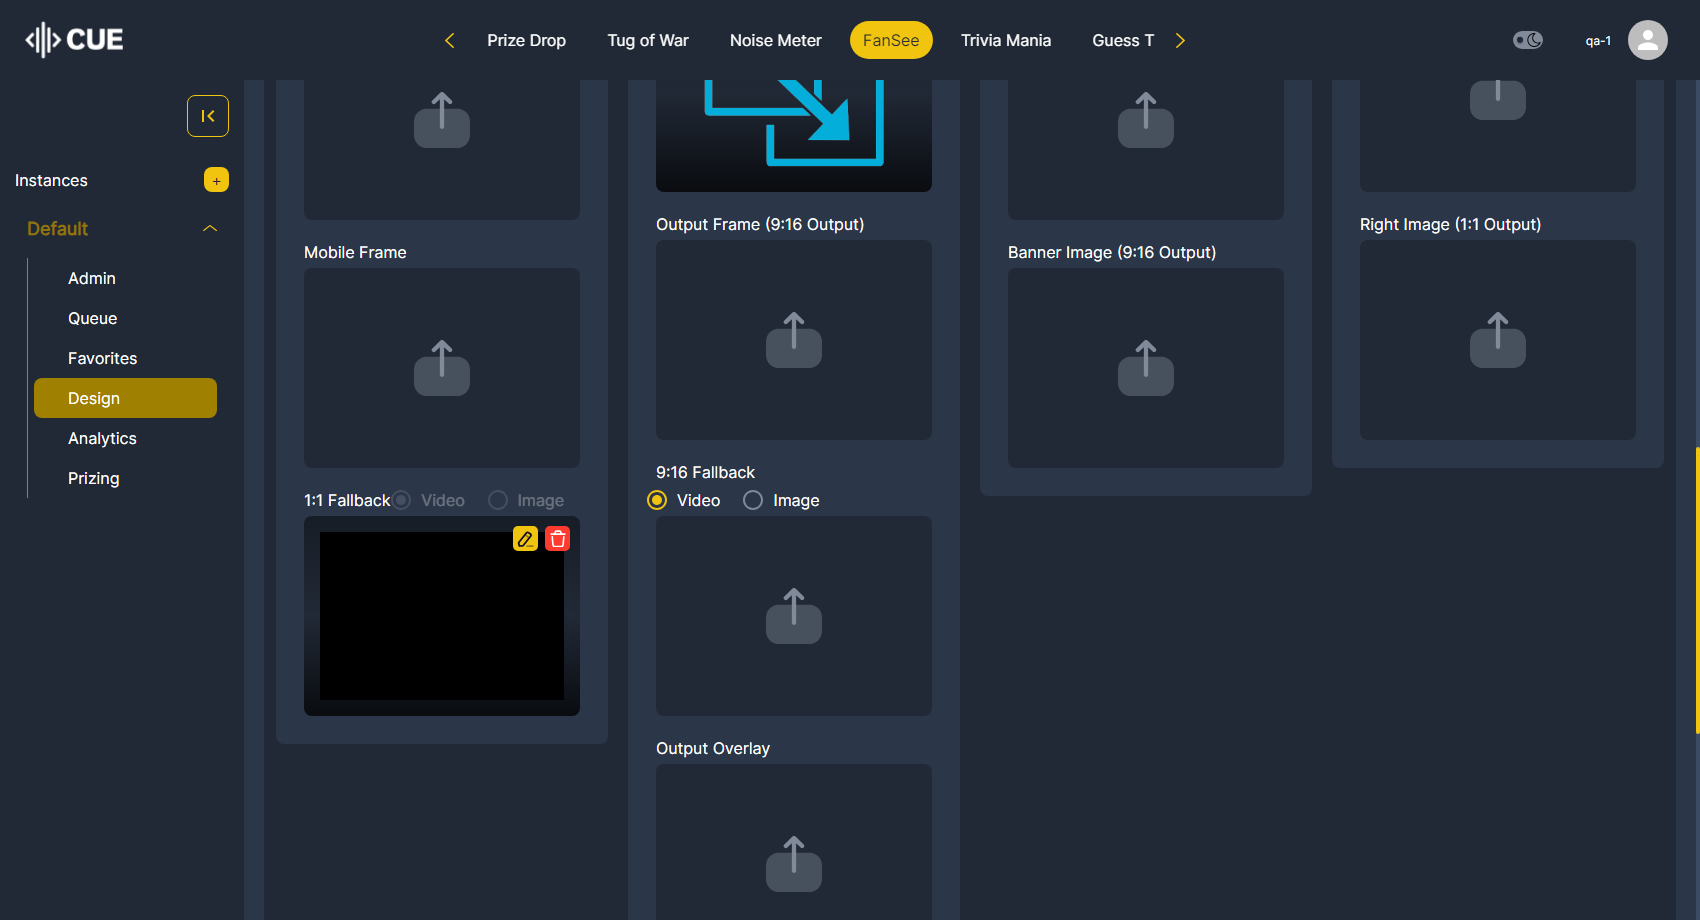 CUE
Prize Drop
Tug of War
Noise Meter
FanSee
Trivia Mania
Guess T
qa-1
Instances
+
Default
Admin
Queue
Favorites
Design
Analytics
Prizing
Mobile Frame
1:1 Fallback Video Image
Output Frame (9:16 Output)
9:16 Fallback
Video Image
Output Overlay
Banner Image (9:16 Output)
Right Image (1:1 Output)